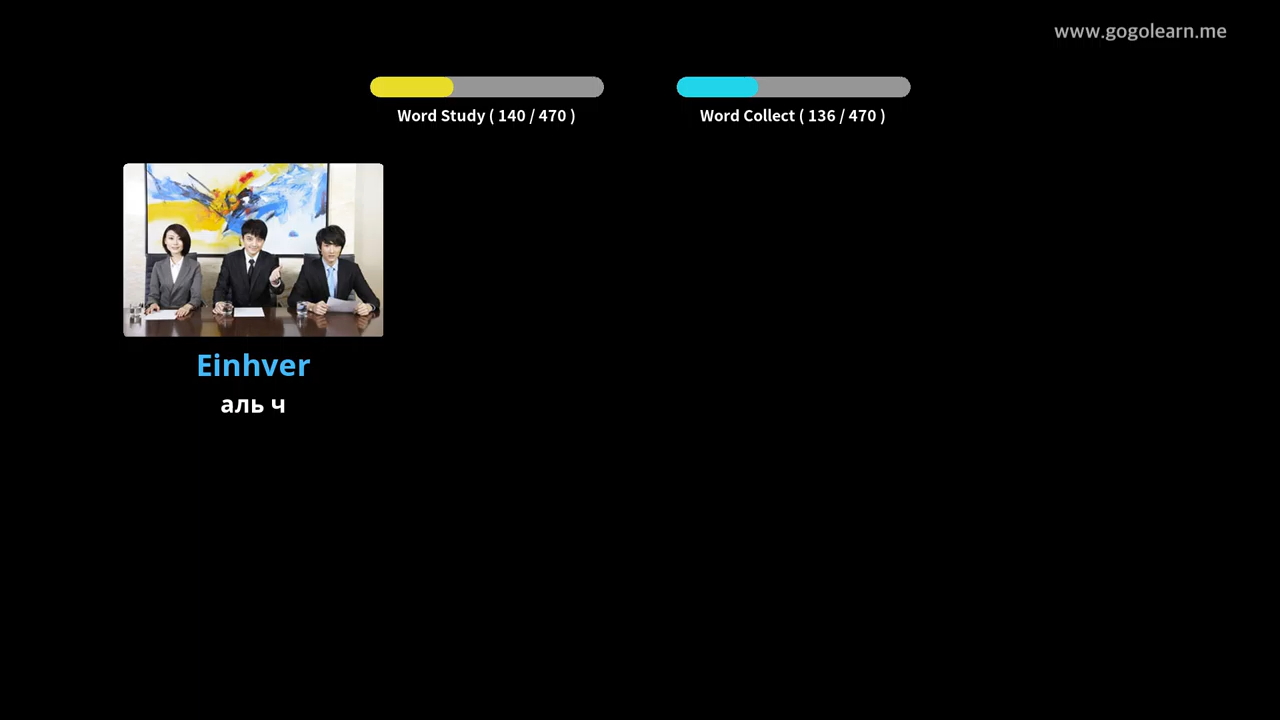 www.gogolearn.me
Word Study ( 140 / 470 )
Word Collect ( 136 / 470 )
Einhver
аль ч